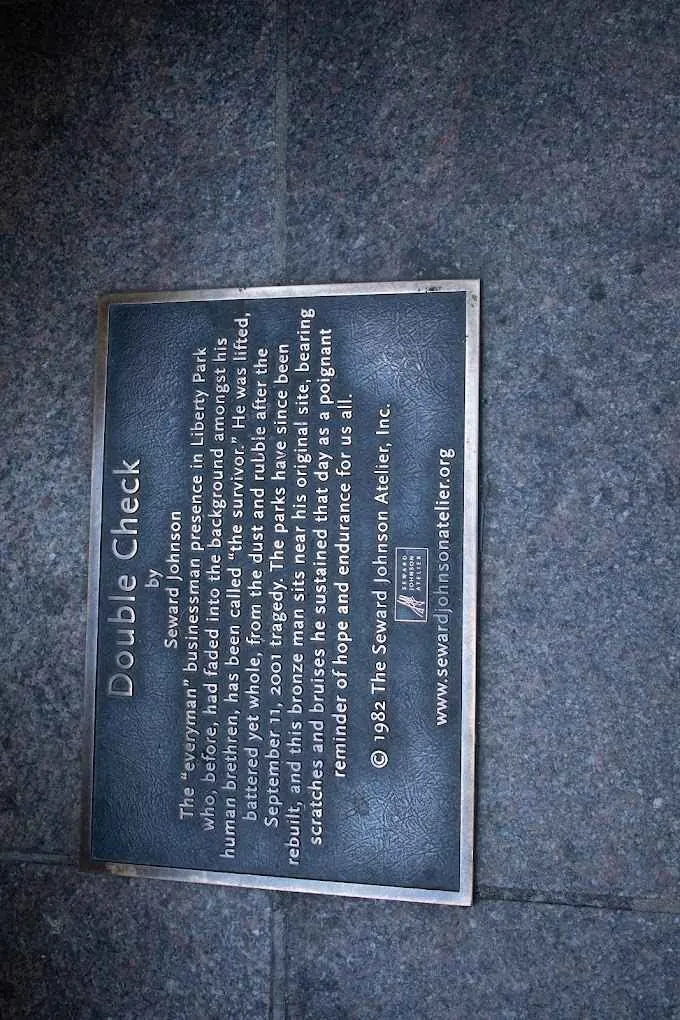 Double Check
by
Seward Johnson
The “everyman” businessman presence in Liberty Park
who, before, had faded into the background amongst his
human brethren, has been called “the survivor.” He was lifted,
battered yet whole, from the dust and rubble after the
September 11, 2001 tragedy. The parks have since been
rebuilt, and this bronze man sits near his original site, bearing
scratches and bruises he sustained that day as a poignant
reminder of hope and endurance for us all.
© 1982 The Seward Johnson Atelier, Inc.
SEWARD
JOHNSON
ATELIER
www.sewardjohnsonatelier.org